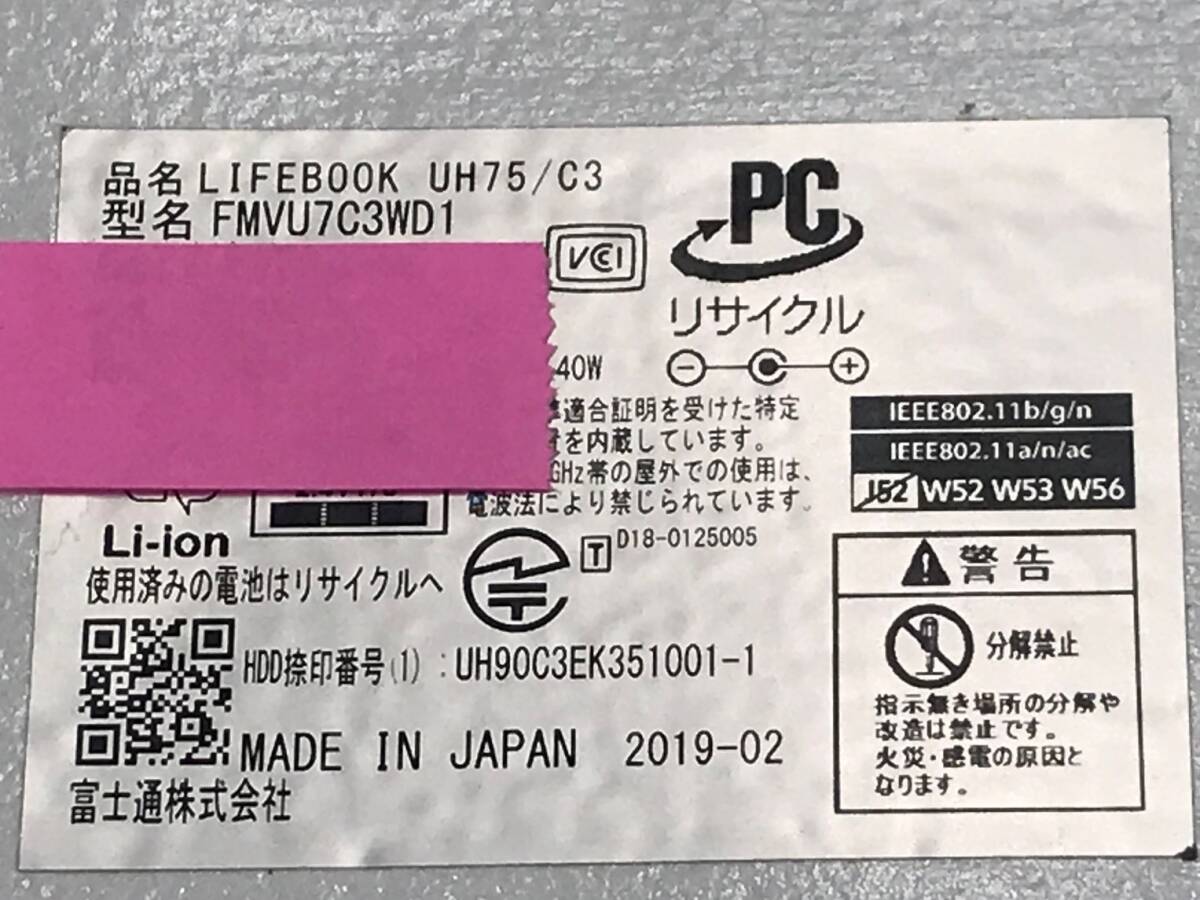 品名 LIFEBOOK UH75/C3
型名 FMVU7C3WD1
VCI
PC
リサイクル
40W
適合証明を受けた特定
を内蔵しています。
GHz帯の屋外での使用は、
電波法により禁じられています。
IEEE802.11b/g/n
IEEE802.11a/n/ac
J52 W52 W53 W56
Li-ion
使用済みの電池はリサイクルへ
T D18-0125005
警告
分解禁止
指示無き場所の分解や
改造は禁止です。
火災・感電の原因と
なります。
HDD捺印番号(1) : UH90C3EK351001-1
MADE IN JAPAN 2019-02
富士通株式会社